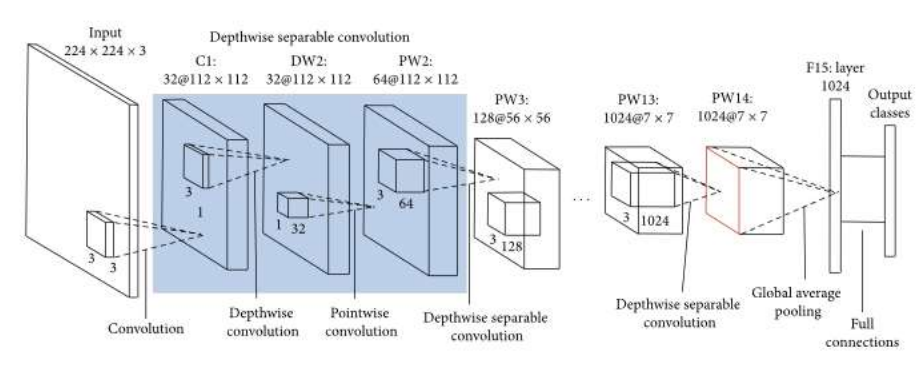 Input
224 × 224 × 3
Depthwise separable convolution
C1:
32@112 × 112
DW2:
32@112 × 112
PW2:
64@112 × 112
PW3:
128@56 × 56
PW13:
1024@7 × 7
PW14:
1024@7 × 7
F15: layer
1024
Output
classes
3
3
3
1
1
32
3
64
3
128
...
3
1024
Convolution
Depthwise
convolution
Pointwise
convolution
Depthwise separable
convolution
Depthwise separable
convolution
Global average
pooling
Full
connections